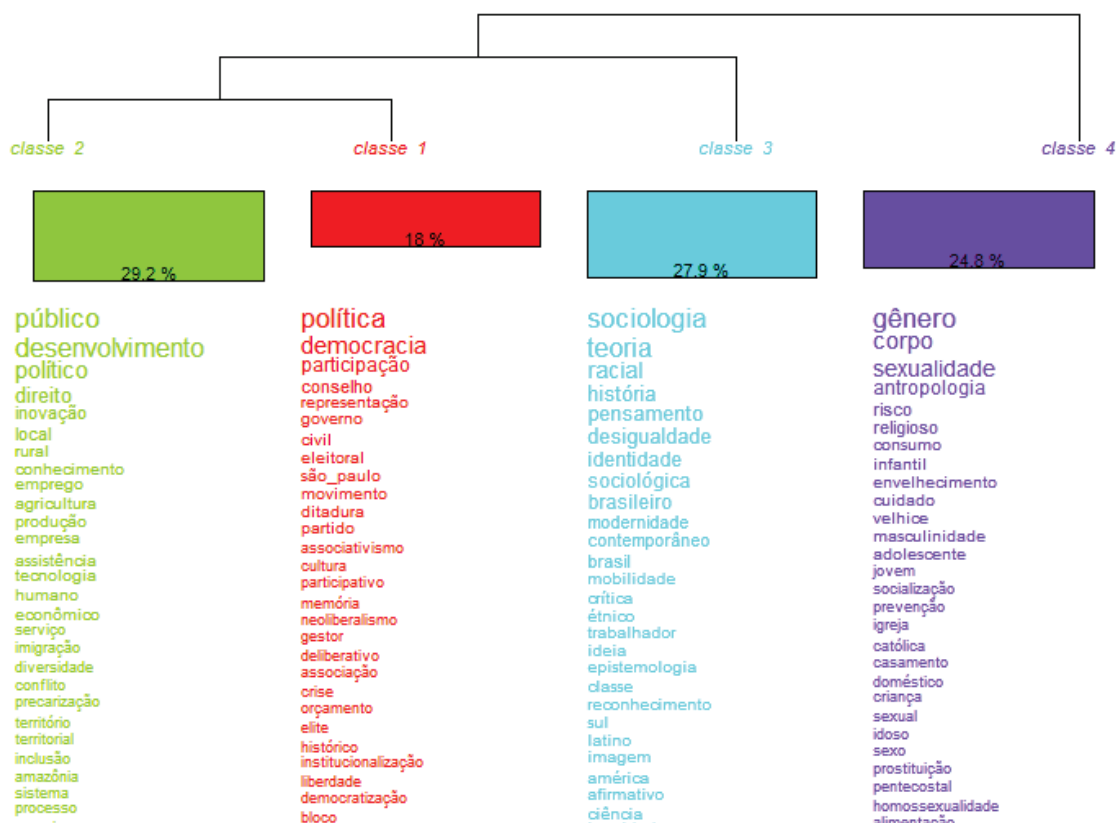 classe 2
classe 1
classe 3
classe 4
29.2 %
18 %
27.9 %
24.8 %
público
desenvolvimento
político
direito
inovação
local
rural
conhecimento
emprego
agricultura
produção
empresa
assistência
tecnologia
humano
econômico
serviço
imigração
diversidade
conflito
precarização
território
territorial
inclusão
amazônia
sistema
processo
política
democracia
participação
conselho
representação
governo
civil
eleitoral
são_paulo
movimento
ditadura
partido
associativismo
cultura
participativo
memória
neoliberalismo
gestor
deliberativo
associação
crise
orçamento
elite
histórico
institucionalização
liberdade
democratização
bloco
sociologia
teoria
racial
história
pensamento
desigualdade
identidade
sociológica
brasileiro
modernidade
contemporâneo
brasil
mobilidade
crítica
étnico
trabalhador
ideia
epistemologia
classe
reconhecimento
sul
latino
imagem
américa
afirmativo
ciência
gênero
corpo
sexualidade
antropologia
risco
religioso
consumo
infantil
envelhecimento
cuidado
velhice
masculinidade
adolescente
jovem
socialização
prevenção
igreja
católica
casamento
doméstico
criança
sexual
idoso
sexo
prostituição
pentecostal
homossexualidade
alimentação